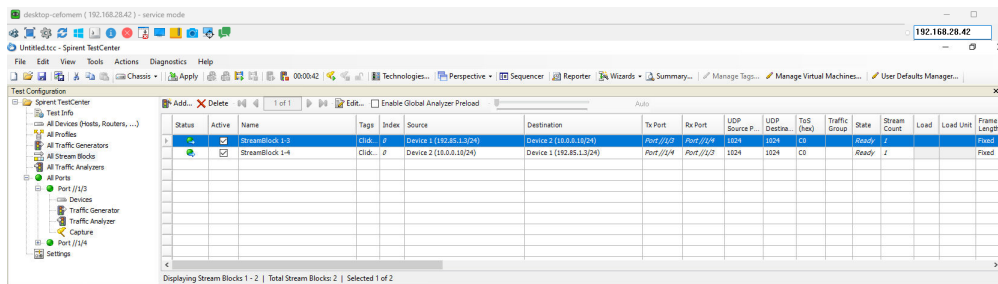 desktop-cefomem ( 192.168.28.42 ) - service mode
192.168.28.42
Untitled.tcc - Spirent TestCenter
File Edit View Tools Actions Diagnostics Help
Chassis Apply 00:00:42 Technologies... Perspective Sequencer Reporter Wizards Summary... Manage Tags... Manage Virtual Machines... User Defaults Manager...
Test Configuration
Spirent TestCenter
Test Info
All Devices (Hosts, Routers, ...)
All Profiles
All Traffic Generators
All Stream Blocks
All Traffic Analyzers
All Ports
Port //1/3
Devices
Traffic Generator
Traffic Analyzer
Capture
Port //1/4
Settings
Add... Delete 1 of 1 Edit... Enable Global Analyzer Preload Auto
Status Active Name Tags Index Source Destination Tx Port Rx Port UDP Source P... UDP Destina... ToS (hex) Traffic Group State Stream Count Load Load Unit Frame Length
StreamBlock 1-3 Clic... 0 Device 1 (192.85.1.3/24) Device 2 (10.0.0.10/24) Port //1/3 Port //1/4 1024 1024 C0 Ready 1 Fixed
StreamBlock 1-4 Clic... 0 Device 2 (10.0.0.10/24) Device 1 (192.85.1.3/24) Port //1/4 Port //1/3 1024 1024 C0 Ready 1 Fixed
Displaying Stream Blocks 1 - 2 | Total Stream Blocks: 2 | Selected 1 of 2